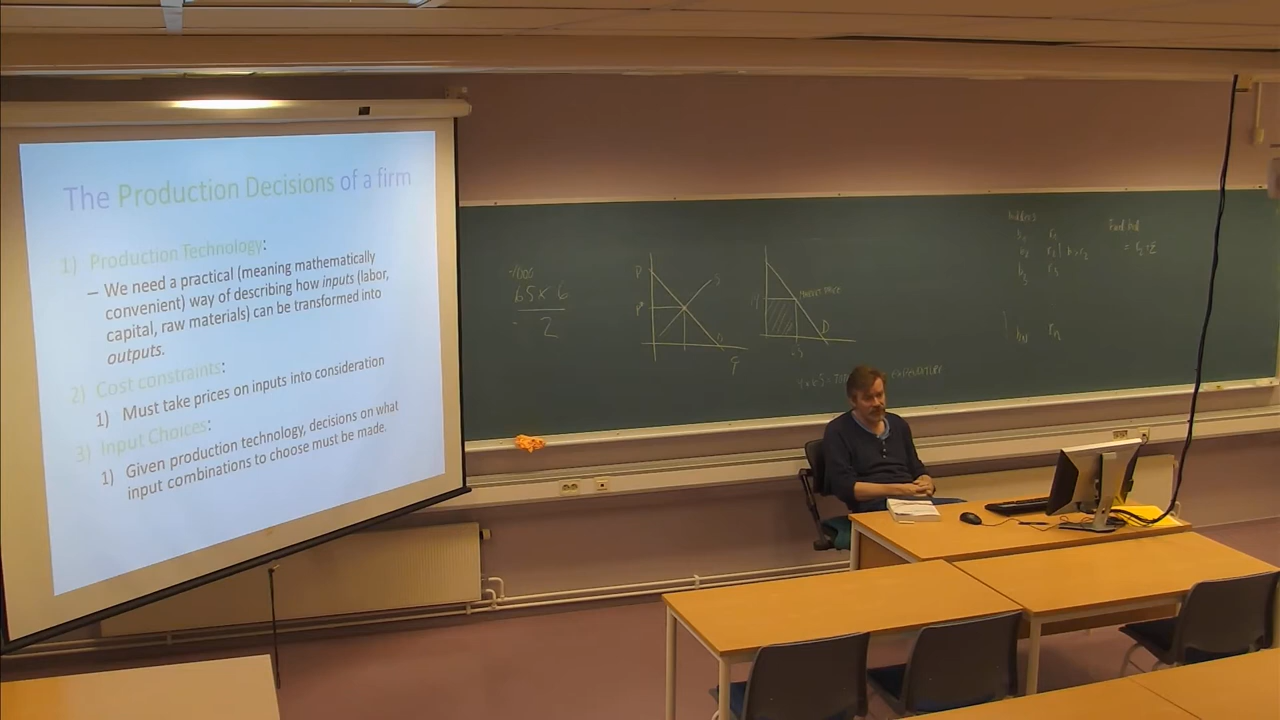 The Production Decisions of a firm
1) Production Technology:
– We need a practical (meaning mathematically
convenient) way of describing how inputs (labor,
capital, raw materials) can be transformed into
outputs.
2) Cost constraints:
1) Must take prices on inputs into consideration
3) Input Choices:
1) Given production technology, decisions on what
input combinations to choose must be made.
65 × 6
2
P
S
P*
D
q
MARKET PRICE
D